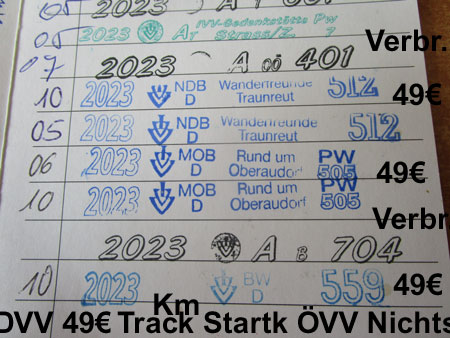 05 2023 A
05 2023 AT IVV-Gedenkstätte PW Strass/Z. 7
Verbr.
07 2023 A OÖ 401
10 2023 NDB D Wanderfreunde Traunreut 512 49€
05 2023 NDB D Wanderfreunde Traunreut 512
06 2023 MOB D Rund um Oberaudorf PW 505 49€
10 2023 MOB D Rund um Oberaudorf PW 505
Verbr.
2023 A B 704
10 2023 BW D 559 49€
Km
DVV 49€ Track Startk ÖVV Nichts